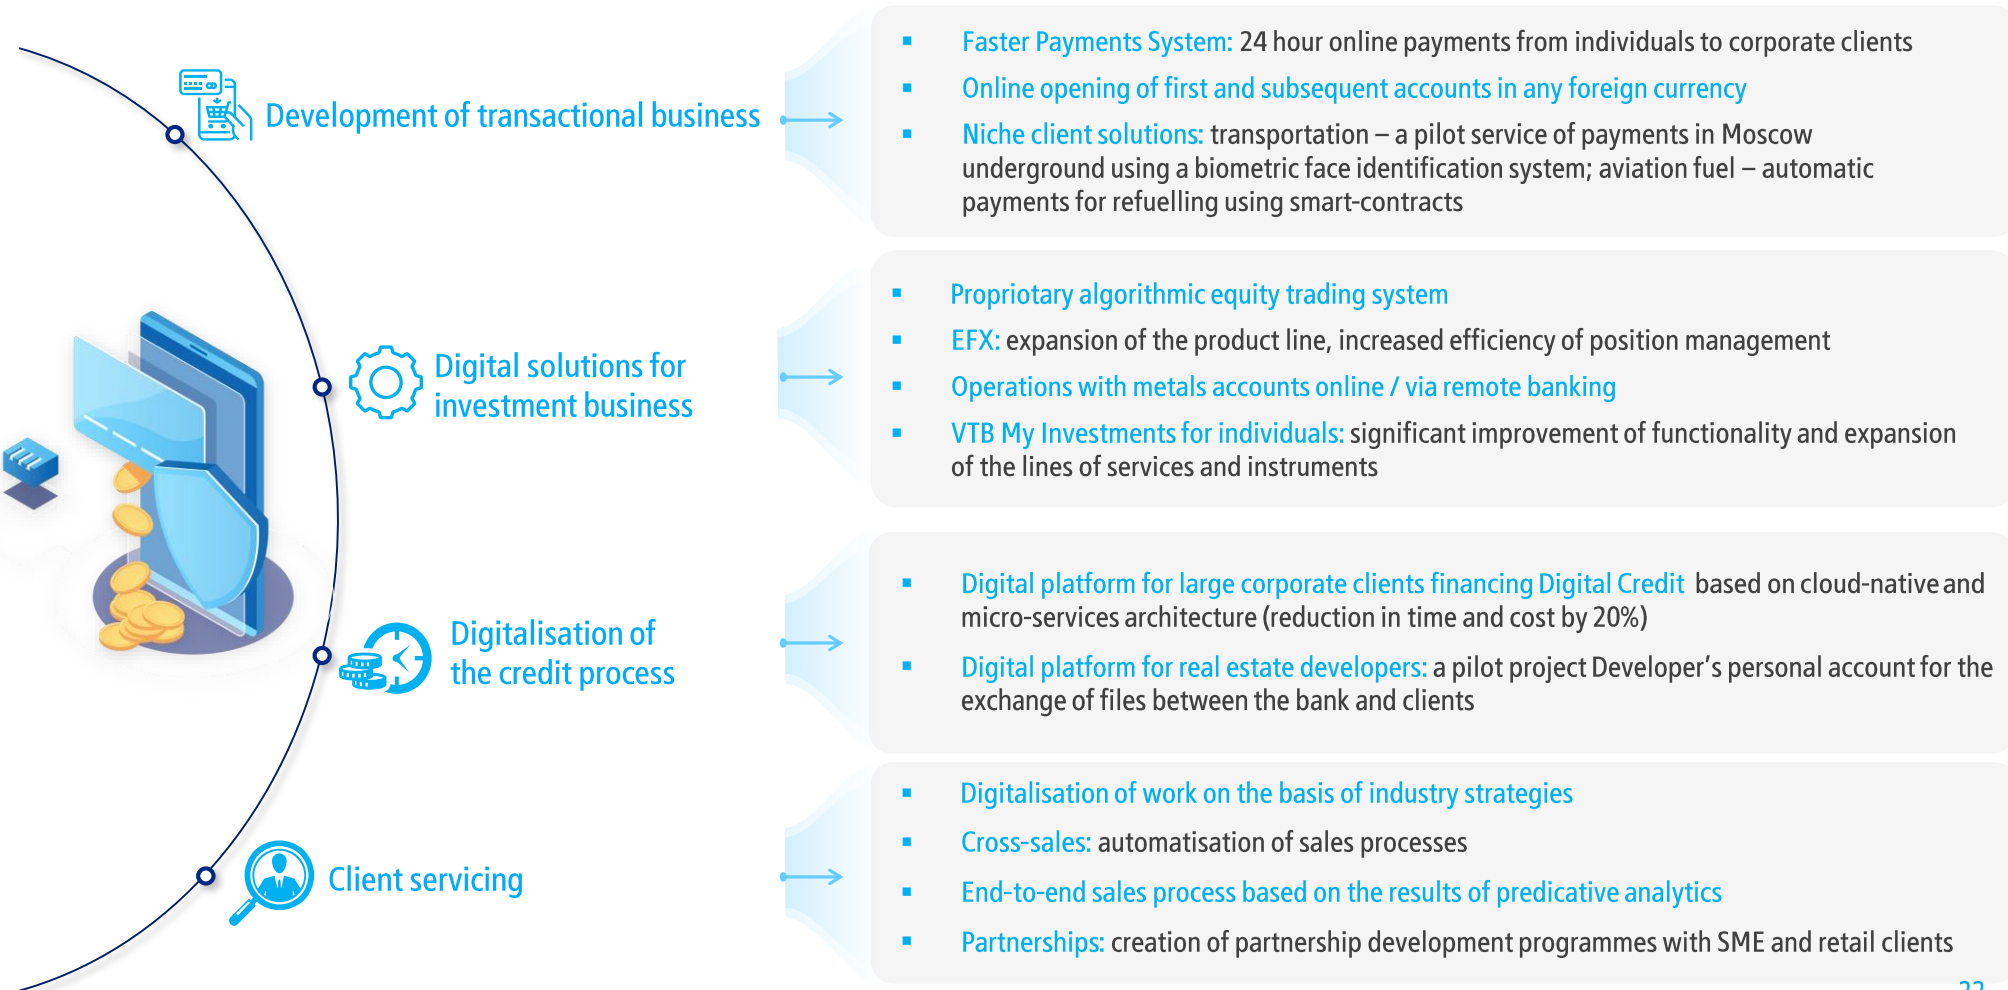 Development of transactional business
Faster Payments System: 24 hour online payments from individuals to corporate clients
Online opening of first and subsequent accounts in any foreign currency
Niche client solutions: transportation – a pilot service of payments in Moscow
underground using a biometric face identification system; aviation fuel – automatic
payments for refuelling using smart-contracts
Digital solutions for
investment business
Propriotary algorithmic equity trading system
EFX: expansion of the product line, increased efficiency of position management
Operations with metals accounts online / via remote banking
VTB My Investments for individuals: significant improvement of functionality and expansion
of the lines of services and instruments
Digitalisation of
the credit process
Digital platform for large corporate clients financing Digital Credit based on cloud-native and
micro-services architecture (reduction in time and cost by 20%)
Digital platform for real estate developers: a pilot project Developer’s personal account for the
exchange of files between the bank and clients
Client servicing
Digitalisation of work on the basis of industry strategies
Cross-sales: automatisation of sales processes
End-to-end sales process based on the results of predicative analytics
Partnerships: creation of partnership development programmes with SME and retail clients